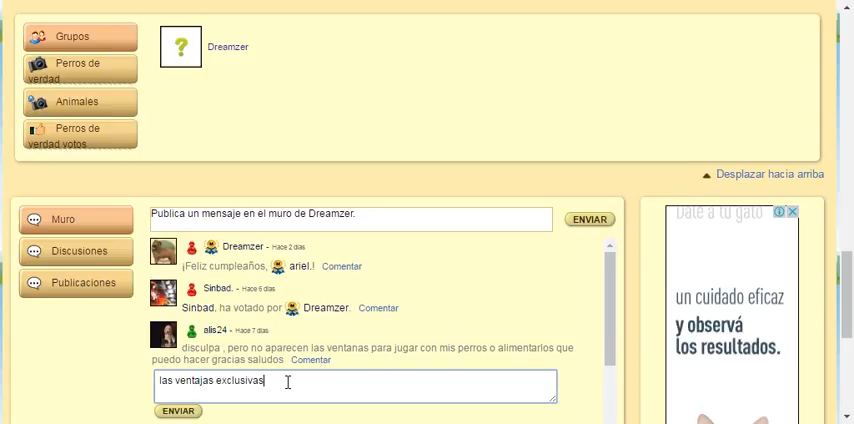 Grupos
Dreamzer
Perros de
verdad
Animales
Perros de
verdad votos
Desplazar hacia arriba
Muro
Discusiones
Publicaciones
Publica un mensaje en el muro de Dreamzer.
ENVIAR
Dreamzer - Hace 2 días
¡Feliz cumpleaños, ariel.! Comentar
Sinbad. - Hace 6 días
Sinbad. ha votado por Dreamzer. Comentar
alis24 - Hace 7 días
disculpa , pero no aparecen las ventanas para jugar con mis perros o alimentarlos que
puedo hacer gracias saludos Comentar
las ventajas exclusivas
ENVIAR
Dale a tu gato
un cuidado eficaz
y observá
los resultados.